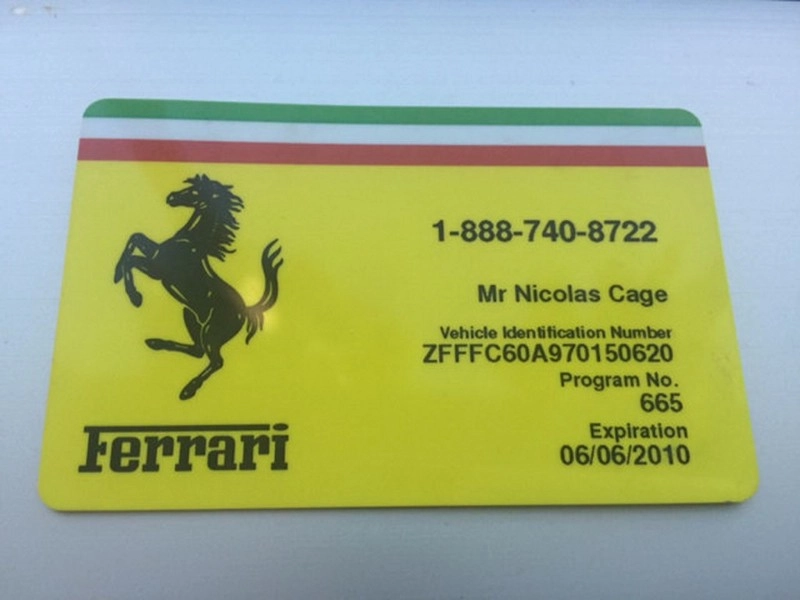 1-888-740-8722
Mr Nicolas Cage
Vehicle Identification Number
ZFFFC60A970150620
Program No.
665
Expiration
06/06/2010
Ferrari